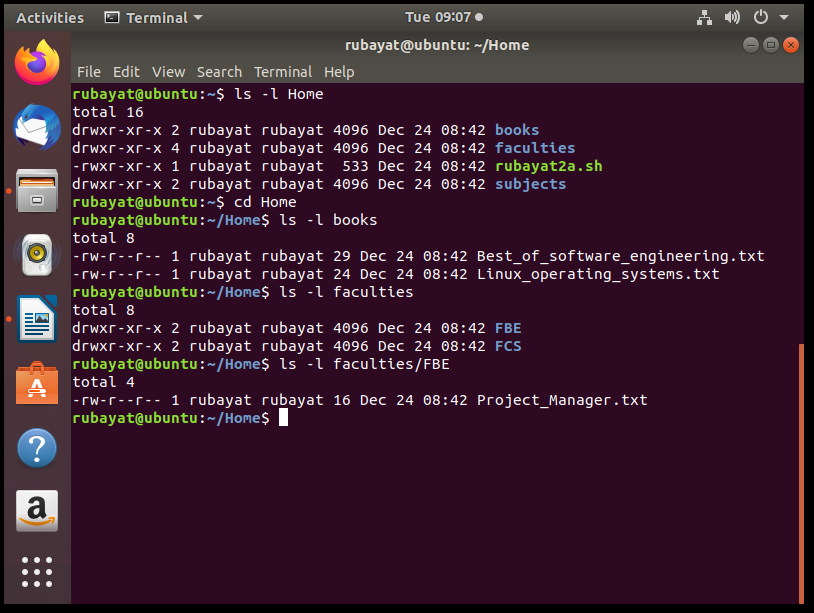 Activities Terminal Tue 09:07
rubayat@ubuntu: ~/Home
File Edit View Search Terminal Help
rubayat@ubuntu:~$ ls -l Home
total 16
drwxr-xr-x 2 rubayat rubayat 4096 Dec 24 08:42 books
drwxr-xr-x 4 rubayat rubayat 4096 Dec 24 08:42 faculties
-rwxr-xr-x 1 rubayat rubayat  533 Dec 24 08:42 rubayat2a.sh
drwxr-xr-x 2 rubayat rubayat 4096 Dec 24 08:42 subjects
rubayat@ubuntu:~$ cd Home
rubayat@ubuntu:~/Home$ ls -l books
total 8
-rw-r--r-- 1 rubayat rubayat 29 Dec 24 08:42 Best_of_software_engineering.txt
-rw-r--r-- 1 rubayat rubayat 24 Dec 24 08:42 Linux_operating_systems.txt
rubayat@ubuntu:~/Home$ ls -l faculties
total 8
drwxr-xr-x 2 rubayat rubayat 4096 Dec 24 08:42 FBE
drwxr-xr-x 2 rubayat rubayat 4096 Dec 24 08:42 FCS
rubayat@ubuntu:~/Home$ ls -l faculties/FBE
total 4
-rw-r--r-- 1 rubayat rubayat 16 Dec 24 08:42 Project_Manager.txt
rubayat@ubuntu:~/Home$